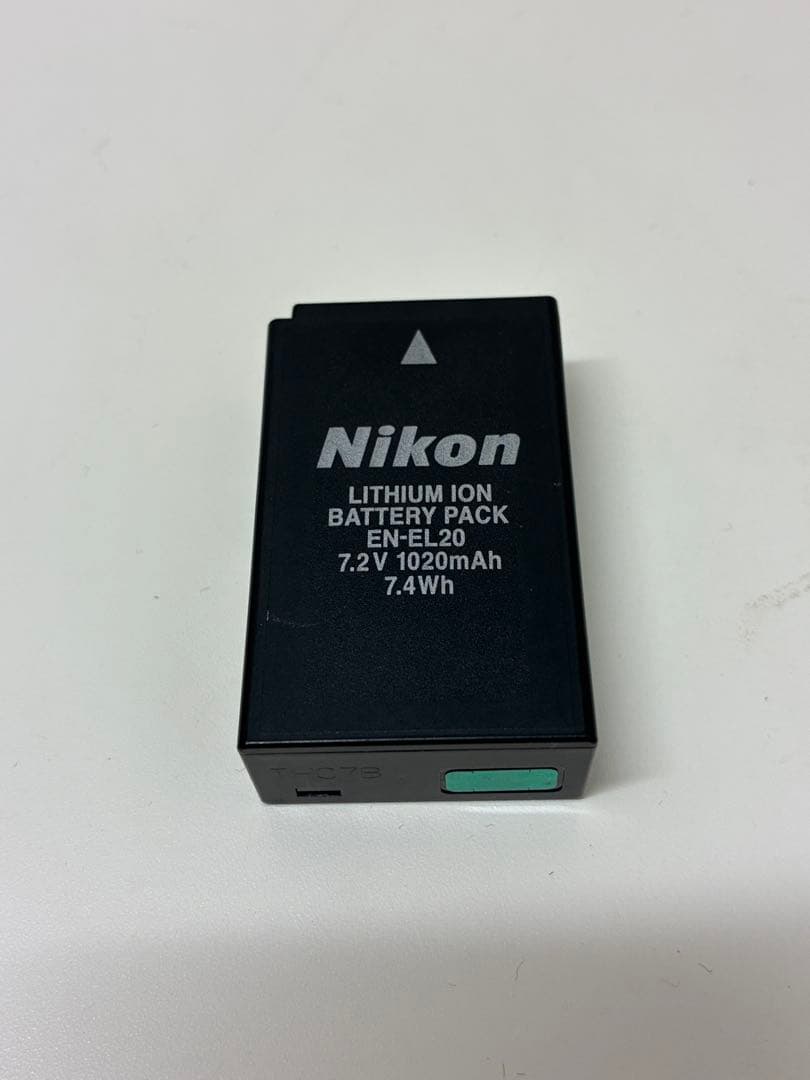 Nikon
LITHIUM ION
BATTERY PACK
EN-EL20
7.2V 1020mAh
7.4Wh